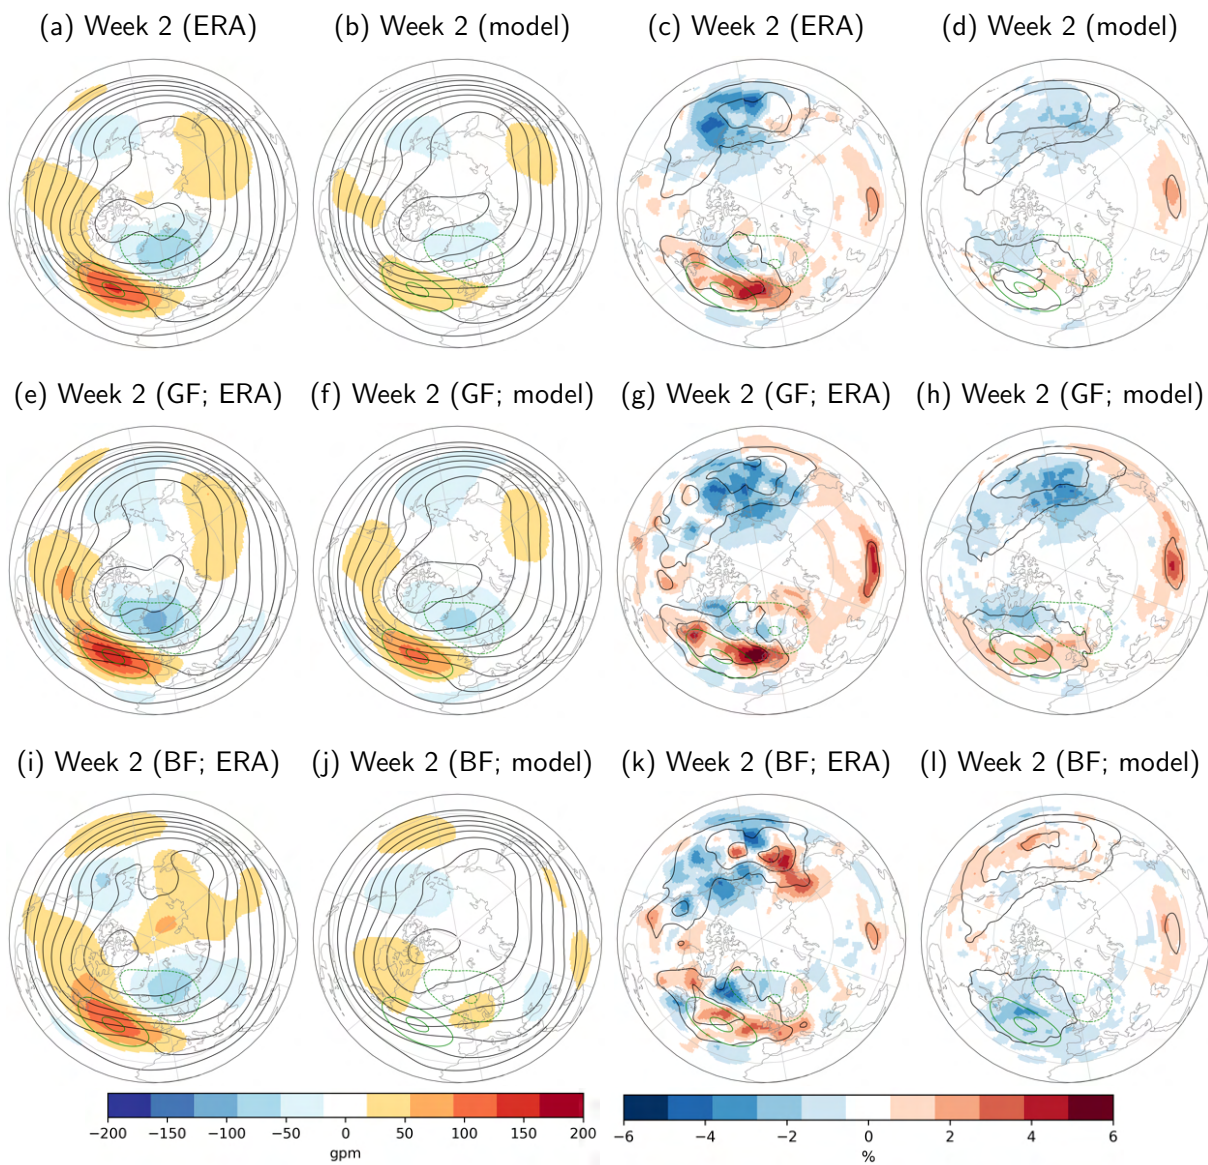 (a) Week 2 (ERA) (b) Week 2 (model) (c) Week 2 (ERA) (d) Week 2 (model)
(e) Week 2 (GF; ERA) (f) Week 2 (GF; model) (g) Week 2 (GF; ERA) (h) Week 2 (GF; model)
(i) Week 2 (BF; ERA) (j) Week 2 (BF; model) (k) Week 2 (BF; ERA) (l) Week 2 (BF; model)
−200 −150 −100 −50 0 50 100 150 200
gpm
−6 −4 −2 0 2 4 6
%